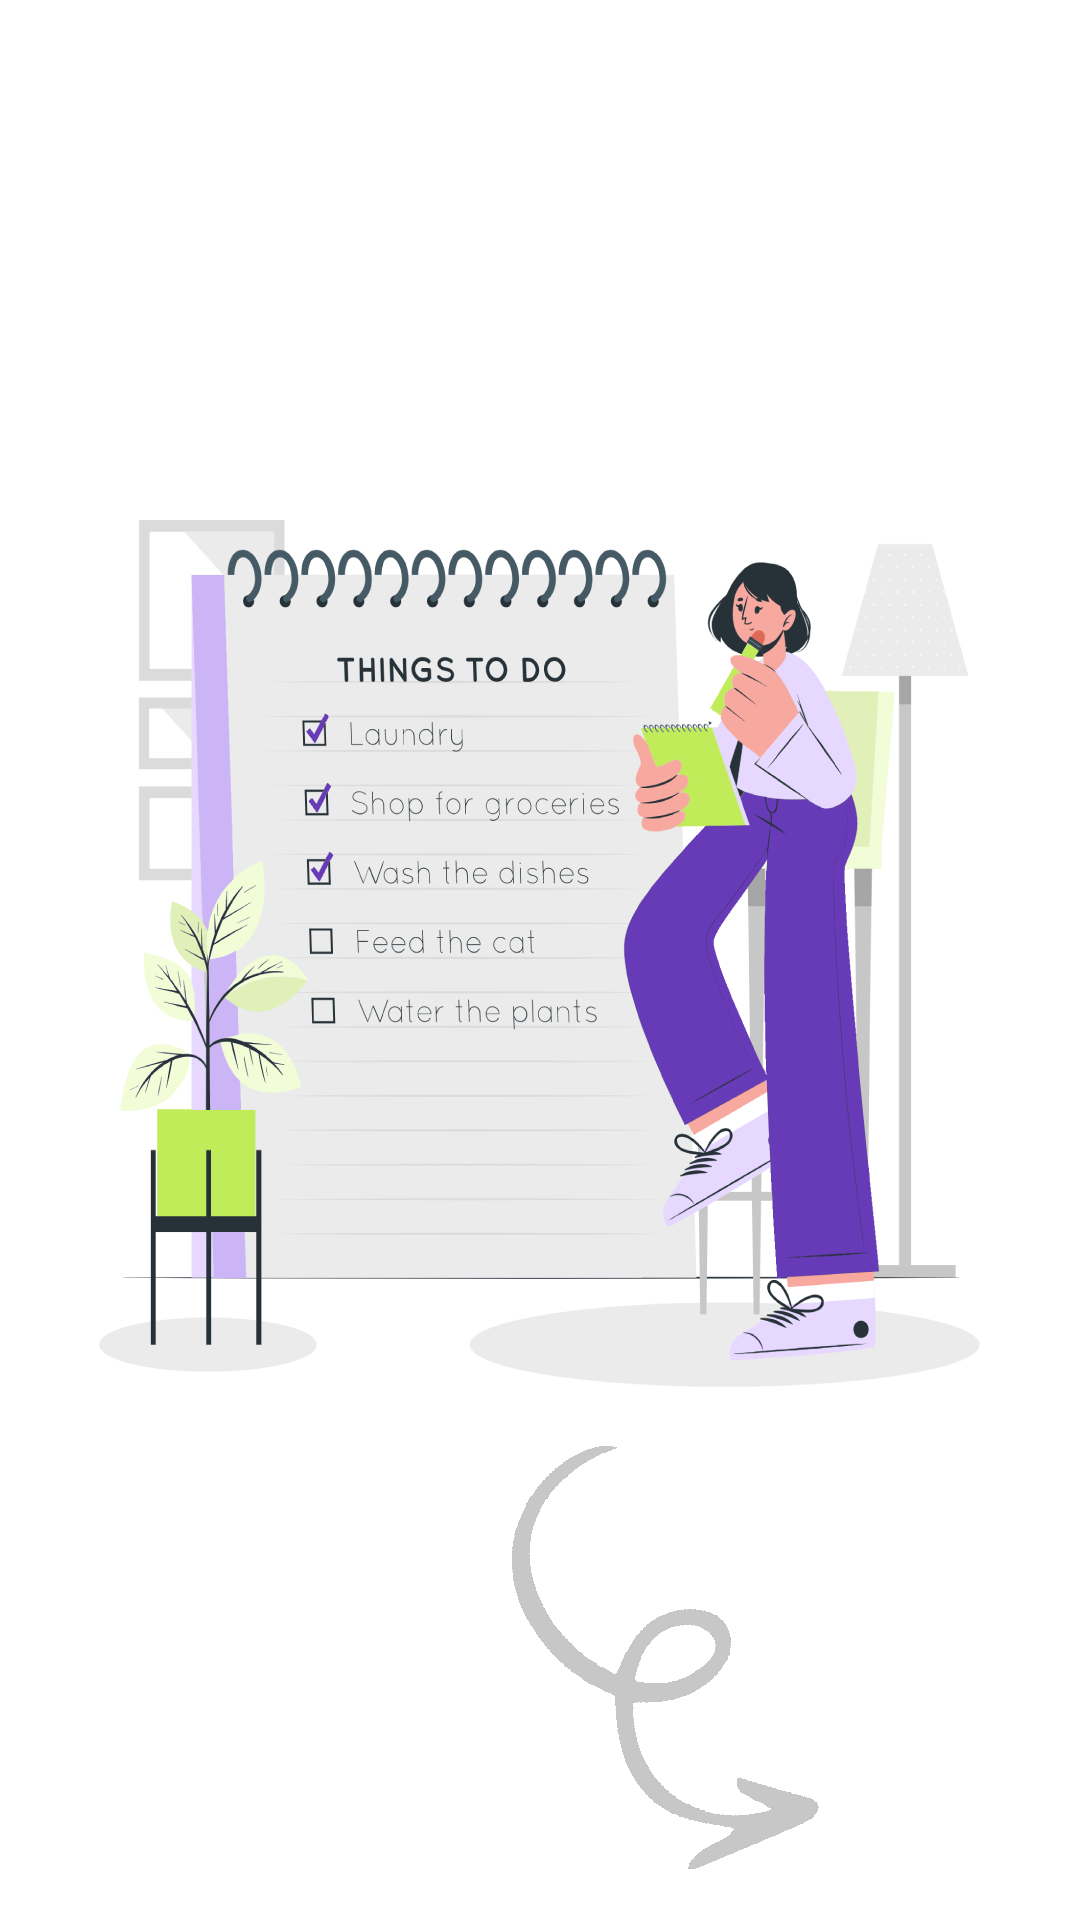 THINGS TO DO
Laundry
Shop for groceries
Wash the dishes
Feed the cat
Water the plants